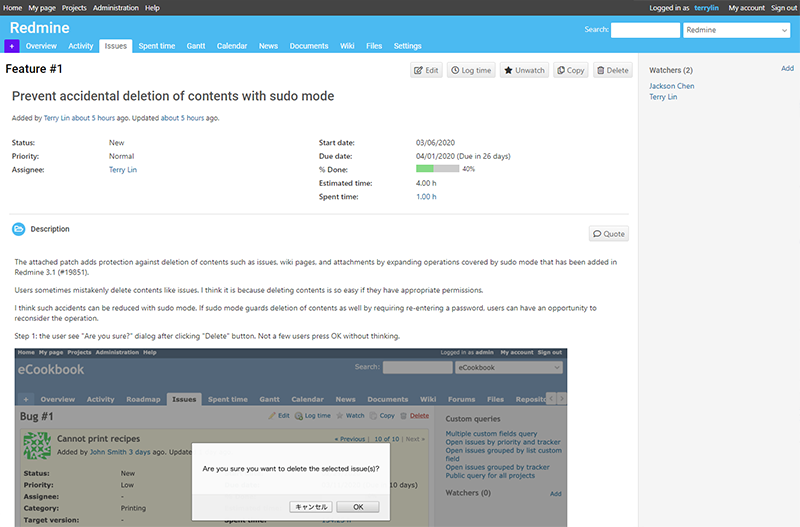 Home My page Projects Administration Help Logged in as terrylin My account Sign out
Redmine Search: Redmine
+ Overview Activity Issues Spent time Gantt Calendar News Documents Wiki Files Settings
Feature #1 Edit Log time Unwatch Copy Delete
Watchers (2) Add
Jackson Chen
Terry Lin
Prevent accidental deletion of contents with sudo mode
Added by Terry Lin about 5 hours ago. Updated about 5 hours ago.
Status: New Start date: 03/06/2020
Priority: Normal Due date: 04/01/2020 (Due in 26 days)
Assignee: Terry Lin % Done: 40%
Estimated time: 4.00 h
Spent time: 1.00 h
Description Quote
The attached patch adds protection against deletion of contents such as issues, wiki pages, and attachments by expanding operations covered by sudo mode that has been added in
Redmine 3.1 (#19851).
Users sometimes mistakenly delete contents like issues. I think it is because deleting contents is so easy if they have appropriate permissions.
I think such accidents can be reduced with sudo mode. If sudo mode guards deletion of contents as well by requiring re-entering a password, users can have an opportunity to
reconsider the operation.
Step 1: the user see "Are you sure?" dialog after clicking "Delete" button. Not a few users press OK without thinking.
Home My page Projects Administration Help Logged in as admin My account Sign out
eCookbook Search: eCookbook
+ Overview Activity Roadmap Issues Spent time Gantt Calendar News Documents Wiki Forums Files Reposito
Bug #1 Edit Log time Watch Copy Delete
Custom queries
Multiple custom fields query
Open issues by priority and tracker
Open issues grouped by list custom
field
Open issues grouped by tracker
Public query for all projects
Watchers (0) Add
Cannot print recipes « Previous | 10 of 10 | Next »
Added by John Smith 3 days ago. Updat
Status: New
Priority: Low 10 days)
Assignee: -
Category: Printing
Target version: -
Are you sure you want to delete the selected issue(s)?
キャンセル OK